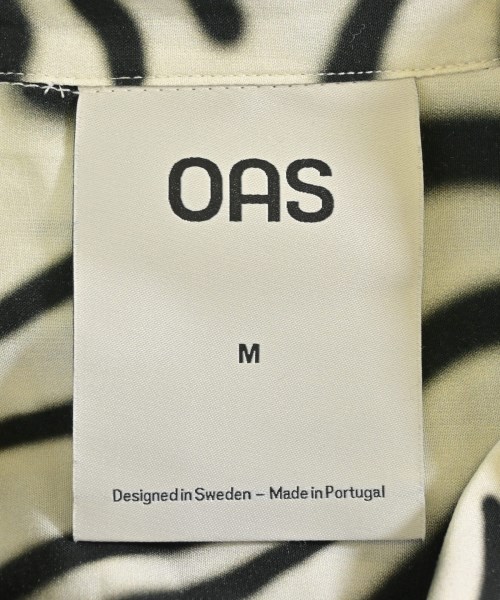 OAS
M
Designed in Sweden – Made in Portugal